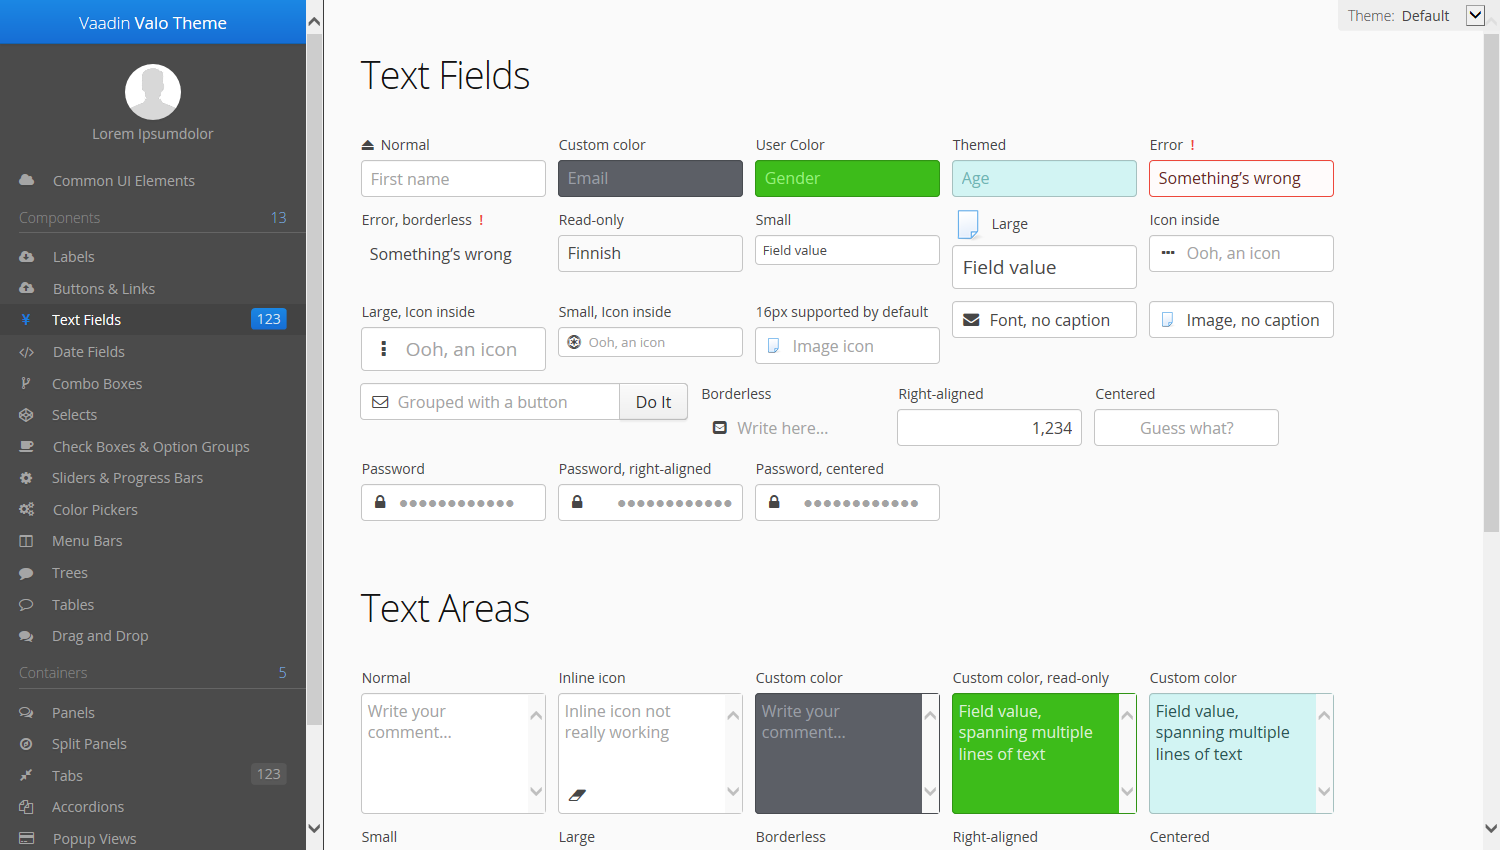 Vaadin Valo Theme
Lorem Ipsumdolor
Common UI Elements
Components 13
Labels
Buttons & Links
Text Fields 123
Date Fields
Combo Boxes
Selects
Check Boxes & Option Groups
Sliders & Progress Bars
Color Pickers
Menu Bars
Trees
Tables
Drag and Drop
Containers 5
Panels
Split Panels
Tabs 123
Accordions
Popup Views
Theme: Default
Text Fields
Normal Custom color User Color Themed Error !
First name Email Gender Age Something's wrong
Error, borderless ! Read-only Small Large Icon inside
Something's wrong Finnish Field value Field value Ooh, an icon
Large, Icon inside Small, Icon inside 16px supported by default
Ooh, an icon Ooh, an icon Image icon Font, no caption Image, no caption
Borderless Right-aligned Centered
Grouped with a button Do It Write here... 1,234 Guess what?
Password Password, right-aligned Password, centered
Text Areas
Normal Inline icon Custom color Custom color, read-only Custom color
Write your Inline icon not Write your Field value, Field value,
comment... really working comment... spanning multiple spanning multiple
lines of text lines of text
Small Large Borderless Right-aligned Centered